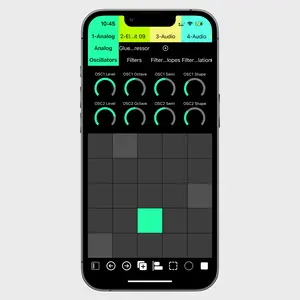 10:45
1-Analog 2-El...it 09 3-Audio 4-Audio
Analog Glue...ressor
Oscillators Filters Filter...lopes Filter...lation
OSC1 Level OSC1 Octave OSC1 Semi OSC1 Shape
OSC2 Level OSC2 Octave OSC2 Semi OSC2 Shape